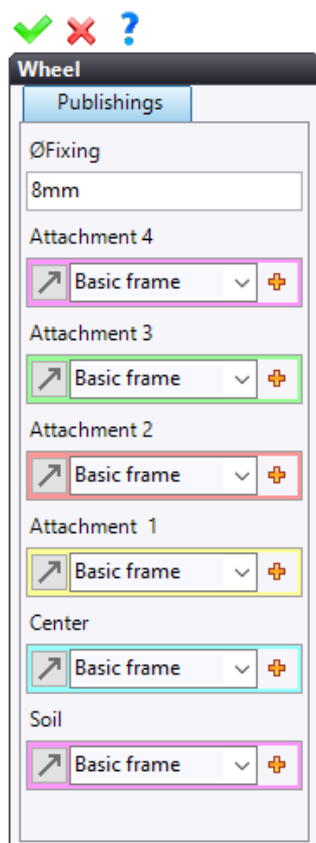 Wheel
Publishings
ØFixing
8mm
Attachment 4
Basic frame
Attachment 3
Basic frame
Attachment 2
Basic frame
Attachment  1
Basic frame
Center
Basic frame
Soil
Basic frame